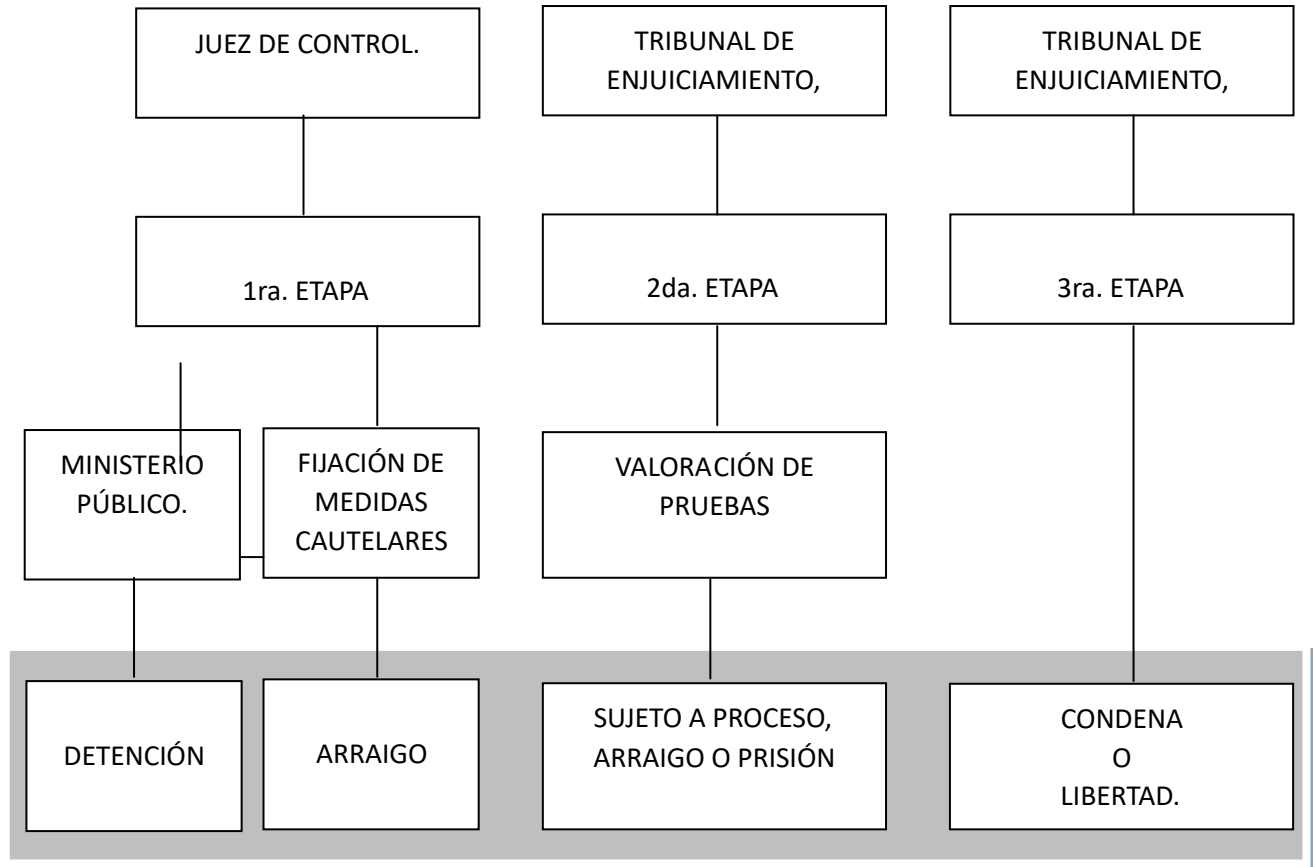 JUEZ DE CONTROL.
TRIBUNAL DE
ENJUICIAMIENTO,
TRIBUNAL DE
ENJUICIAMIENTO,
1ra. ETAPA
2da. ETAPA
3ra. ETAPA
MINISTERIO
PÚBLICO.
FIJACIÓN DE
MEDIDAS
CAUTELARES
VALORACIÓN DE
PRUEBAS
DETENCIÓN
ARRAIGO
SUJETO A PROCESO,
ARRAIGO O PRISIÓN
CONDENA
O
LIBERTAD.